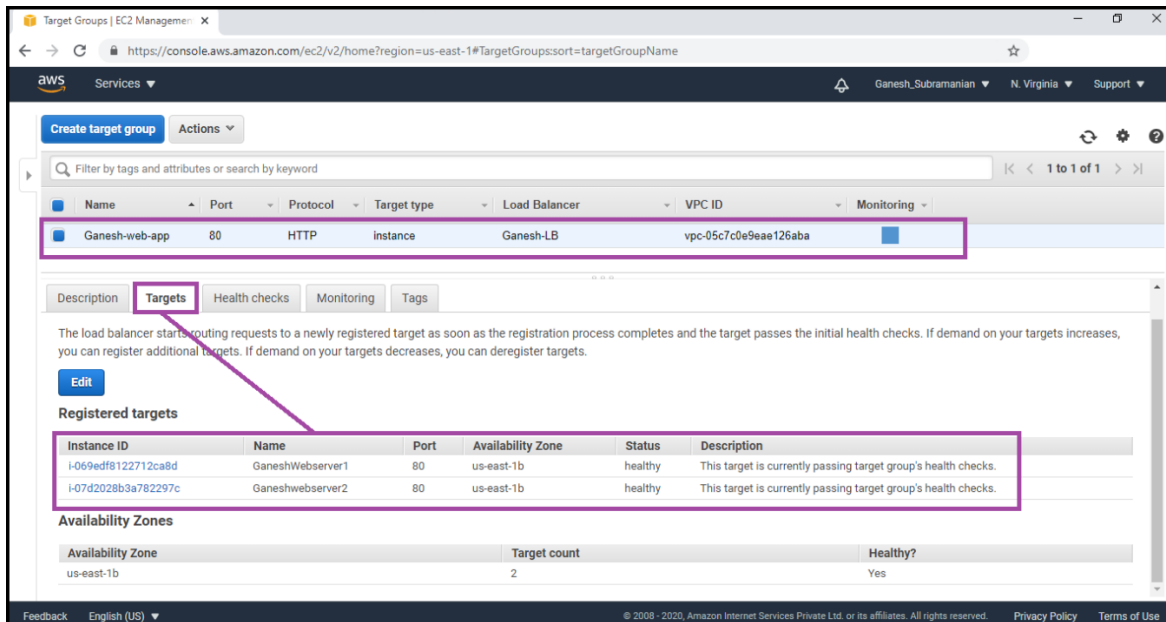 Target Groups | EC2 Managemen
https://console.aws.amazon.com/ec2/v2/home?region=us-east-1#TargetGroups:sort=targetGroupName
aws Services Ganesh_Subramanian N. Virginia Support
Create target group Actions
Filter by tags and attributes or search by keyword 1 to 1 of 1
Name Port Protocol Target type Load Balancer VPC ID Monitoring
Ganesh-web-app 80 HTTP instance Ganesh-LB vpc-05c7c0e9eae126aba
Description Targets Health checks Monitoring Tags
The load balancer starts routing requests to a newly registered target as soon as the registration process completes and the target passes the initial health checks. If demand on your targets increases,
you can register additional targets. If demand on your targets decreases, you can deregister targets.
Edit
Registered targets
Instance ID Name Port Availability Zone Status Description
i-069edf8122712ca8d GaneshWebserver1 80 us-east-1b healthy This target is currently passing target group's health checks.
i-07d2028b3a782297c Ganeshwebserver2 80 us-east-1b healthy This target is currently passing target group's health checks.
Availability Zones
Availability Zone Target count Healthy?
us-east-1b 2 Yes
Feedback English (US) © 2008 - 2020, Amazon Internet Services Private Ltd. or its affiliates. All rights reserved. Privacy Policy Terms of Use